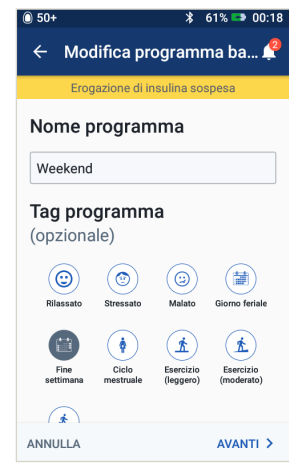 50+ 61% 00:18
Modifica programma ba... 2
Erogazione di insulina sospesa
Nome programma
Weekend
Tag programma
(opzionale)
Rilassato Stressato Malato Giorno feriale
Fine settimana Ciclo mestruale Esercizio (leggero) Esercizio (moderato)
ANNULLA AVANTI